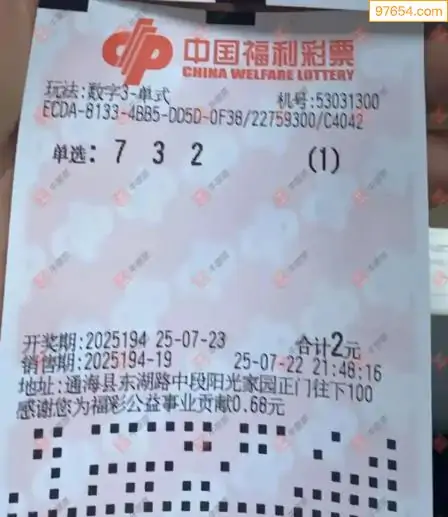 97654.com
中国福利彩票
CHINA WELFARE LOTTERY
玩法:数字3-单式 机号:53031300
ECDA-8133-4BB5-DD5D-0F38/22759300/C4042
单选: 7 3 2 (1)
开奖期:2025194 25-07-23 合计2元
销售期:2025194-19 25-07-22 21:48:16
地址:通海县东湖路中段阳光家园正门往下100
感谢您为福彩公益事业贡献0.68元